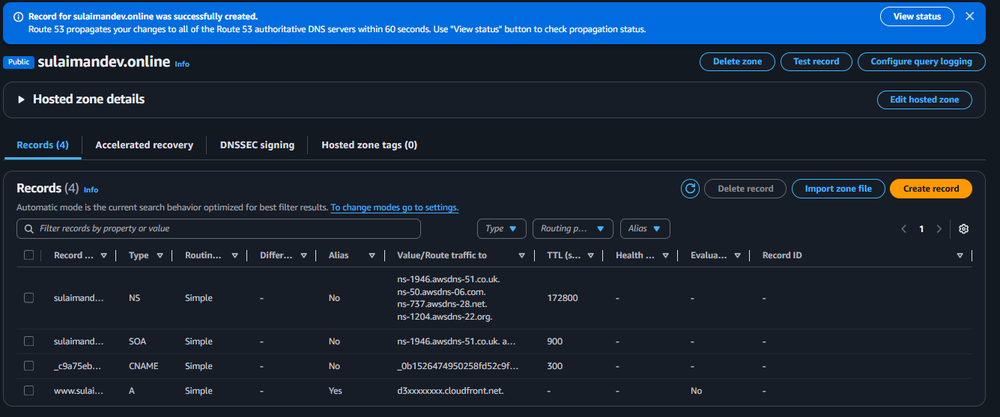 Record for sulaimandev.online was successfully created.
Route 53 propagates your changes to all of the Route 53 authoritative DNS servers within 60 seconds. Use "View status" button to check propagation status.
View status
Public sulaimandev.online Info
Delete zone Test record Configure query logging
Hosted zone details Edit hosted zone
Records (4) Accelerated recovery DNSSEC signing Hosted zone tags (0)
Records (4) Info Delete record Import zone file Create record
Automatic mode is the current search behavior optimized for best filter results. To change modes go to settings.
Filter records by property or value Type Routing p... Alias 1
Record ... Type Routin... Differ... Alias Value/Route traffic to TTL (s... Health ... Evalua... Record ID
ns-1946.awsdns-51.co.uk.
ns-50.awsdns-06.com.
sulaimand... NS Simple - No 172800 - - -
ns-737.awsdns-28.net.
ns-1204.awsdns-22.org.
sulaimand... SOA Simple - No ns-1946.awsdns-51.co.uk. a... 900 - - -
_c9a75eb... CNAME Simple - No _0b1526474950258fd52c9f... 300 - - -
www.sulai... A Simple - Yes d3xxxxxxxx.cloudfront.net. - - No -